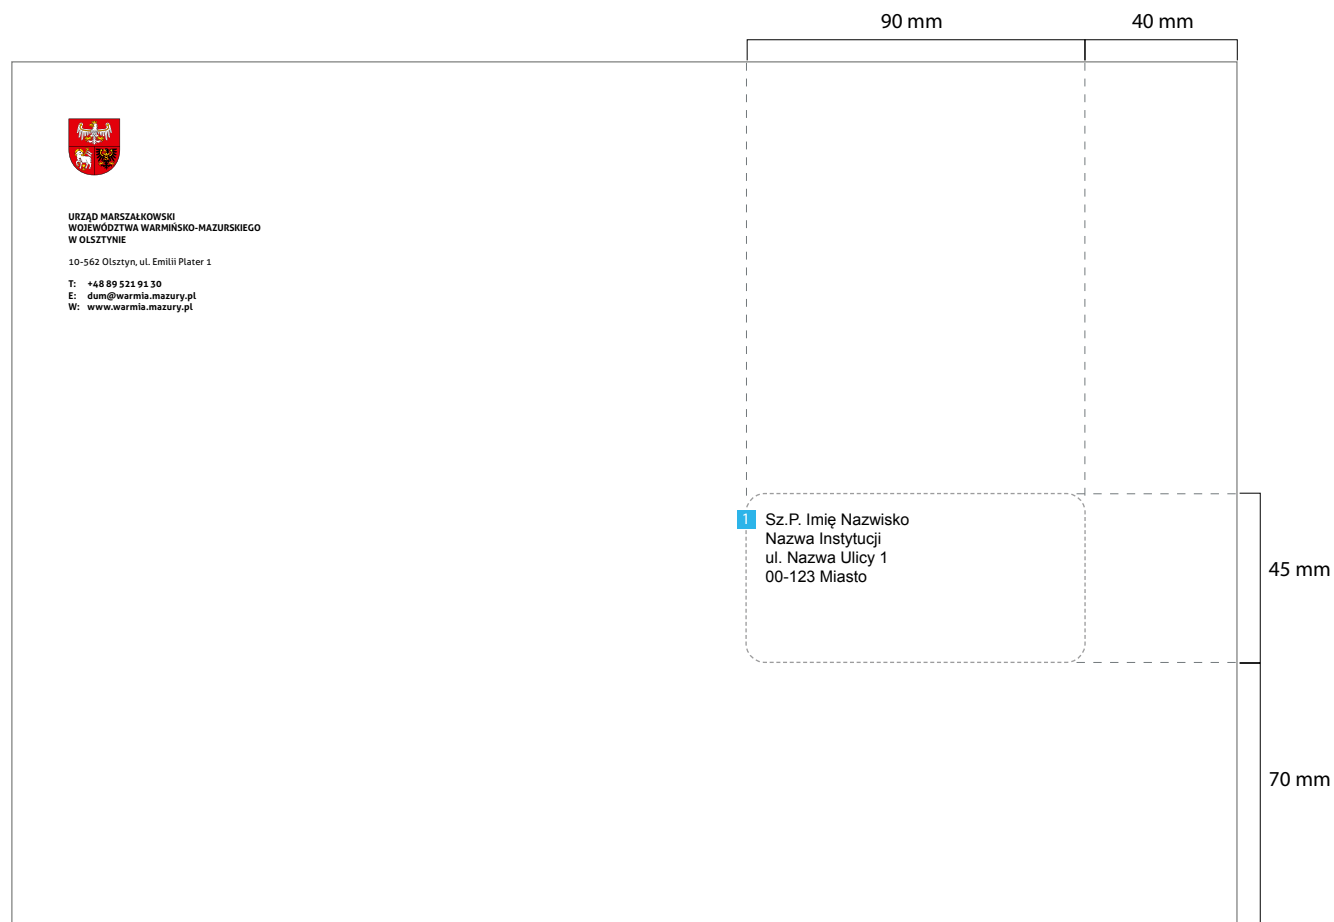 90 mm
40 mm
URZĄD MARSZAŁKOWSKI
WOJEWÓDZTWA WARMIŃSKO-MAZURSKIEGO
W OLSZTYNIE
10-562 Olsztyn, ul. Emilii Plater 1
T: +48 89 521 91 30
E: dum@warmia.mazury.pl
W: www.warmia.mazury.pl
1 Sz.P. Imię Nazwisko
Nazwa Instytucji
ul. Nazwa Ulicy 1
00-123 Miasto
45 mm
70 mm